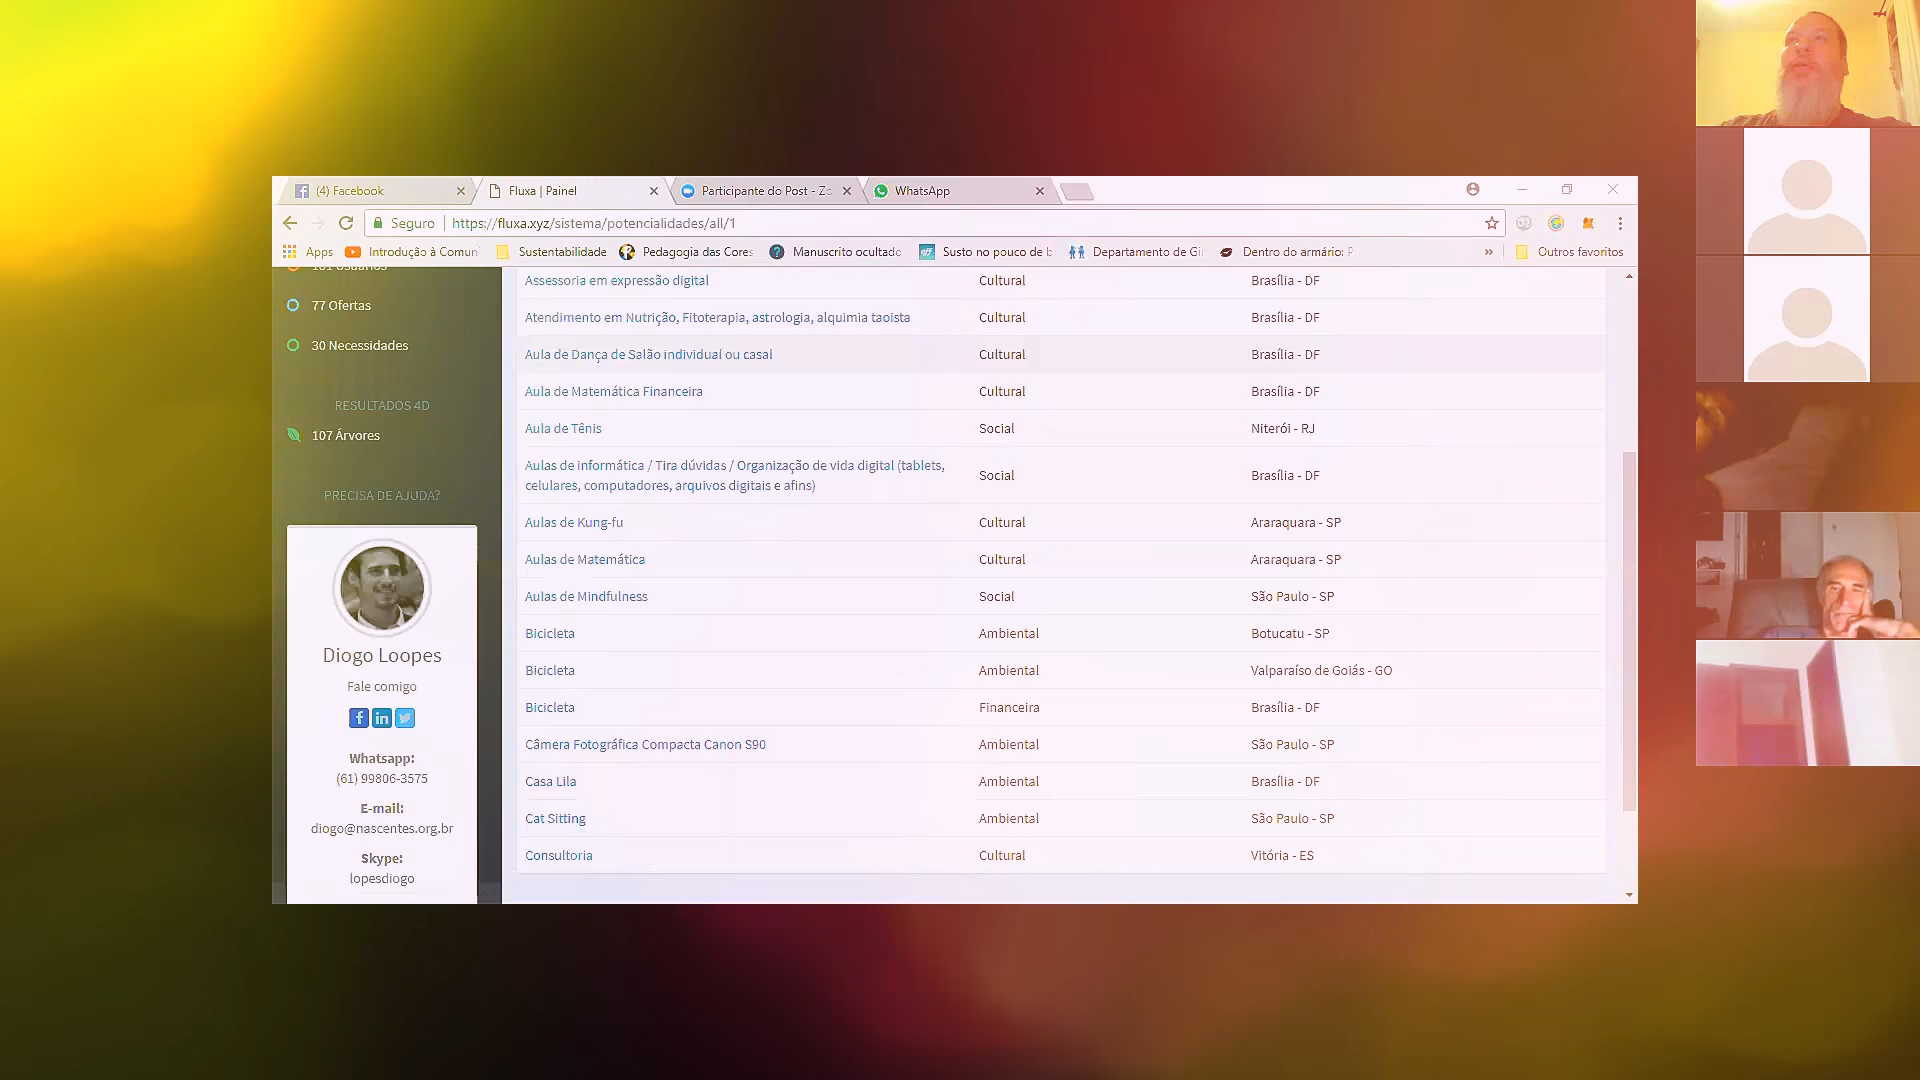 (4) Facebook
Fluxa | Painel
Participante do Post - Zo
WhatsApp
Seguro
https://fluxa.xyz/sistema/potencialidades/all/1
Apps
Introdução à Comun
Sustentabilidade
Pedagogia das Cores
Manuscrito ocultado
Susto no pouco de b
Departamento de Gi
Dentro do armário: P
»
Outros favoritos
181 Usuários
77 Ofertas
30 Necessidades
RESULTADOS 4D
107 Árvores
PRECISA DE AJUDA?
Diogo Loopes
Fale comigo
Whatsapp:
(61) 99806-3575
E-mail:
diogo@nascentes.org.br
Skype:
lopesdiogo
Assessoria em expressão digital Cultural Brasília - DF
Atendimento em Nutrição, Fitoterapia, astrologia, alquimia taoista Cultural Brasília - DF
Aula de Dança de Salão individual ou casal Cultural Brasília - DF
Aula de Matemática Financeira Cultural Brasília - DF
Aula de Tênis Social Niterói - RJ
Aulas de informática / Tira dúvidas / Organização de vida digital (tablets,
celulares, computadores, arquivos digitais e afins) Social Brasília - DF
Aulas de Kung-fu Cultural Araraquara - SP
Aulas de Matemática Cultural Araraquara - SP
Aulas de Mindfulness Social São Paulo - SP
Bicicleta Ambiental Botucatu - SP
Bicicleta Ambiental Valparaíso de Goiás - GO
Bicicleta Financeira Brasília - DF
Câmera Fotográfica Compacta Canon S90 Ambiental São Paulo - SP
Casa Lila Ambiental Brasília - DF
Cat Sitting Ambiental São Paulo - SP
Consultoria Cultural Vitória - ES